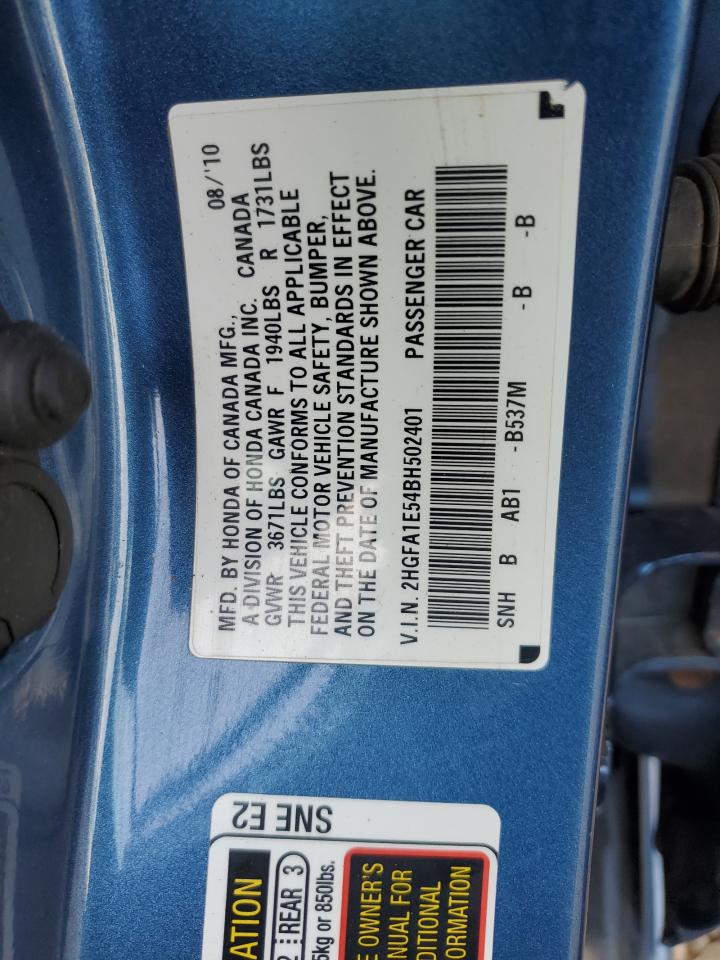 MFD. BY HONDA OF CANADA MFG., 08/'10
A DIVISION OF HONDA CANADA INC. CANADA
GVWR 3671LBS GAWR F 1940LBS R 1731LBS
THIS VEHICLE CONFORMS TO ALL APPLICABLE
FEDERAL MOTOR VEHICLE SAFETY, BUMPER,
AND THEFT PREVENTION STANDARDS IN EFFECT
ON THE DATE OF MANUFACTURE SHOWN ABOVE.
V.I.N. 2HGFA1E54BH502401 PASSENGER CAR
SNH B AB1 -B537M -B -B
SNE E2
ATION
REAR 3
5kg or 850lbs.
E OWNER'S
NUAL FOR
DITIONAL
ORMATION